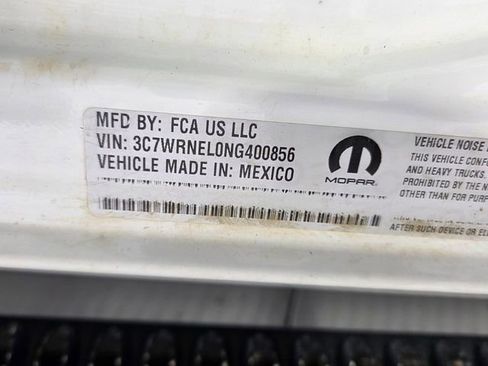 MFD BY: FCA US LLC
VIN: 3C7WRNEL0NG400856
VEHICLE MADE IN: MEXICO
MOPAR
VEHICLE NOISE
THIS VEHICLE CONFOR
AND HEAVY TRUCKS.
PROHIBITED BY THE N
OTHER THAN FOR PURP
AFTER SUCH DEVICE OR EL